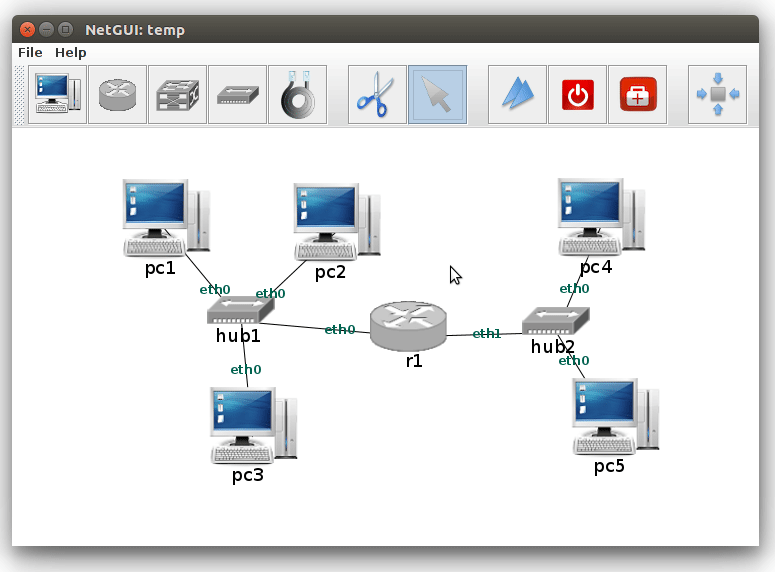 NetGUI: temp
File Help
pc1
pc2
pc4
eth0
eth0
eth0
hub1
eth0
eth1
hub2
r1
eth0
eth0
pc3
pc5